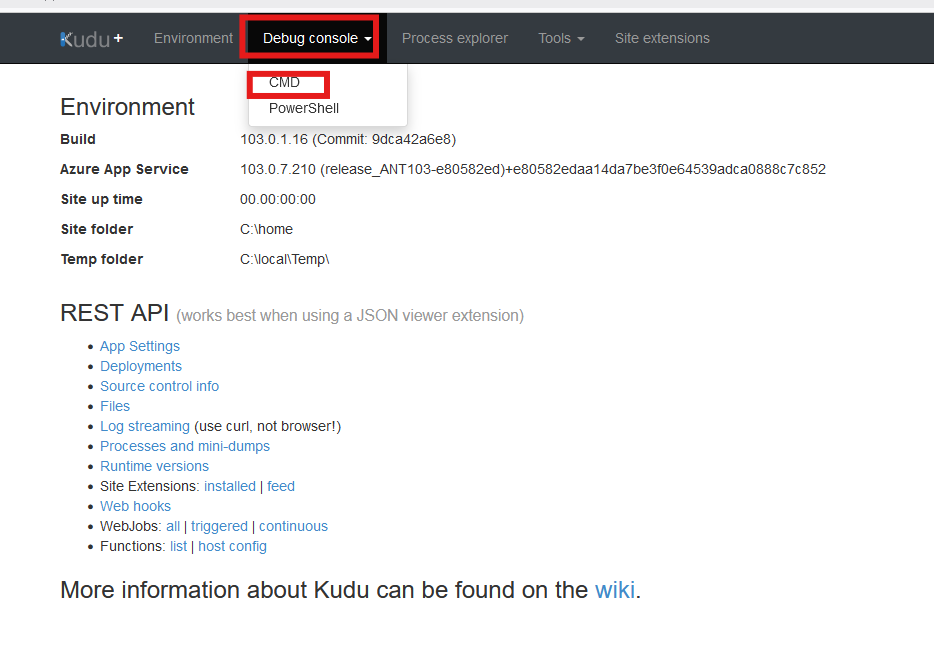 Kudu+ Environment Debug console Process explorer Tools Site extensions
CMD
PowerShell
Environment
Build 103.0.1.16 (Commit: 9dca42a6e8)
Azure App Service 103.0.7.210 (release_ANT103-e80582ed)+e80582edaa14da7be3f0e64539adca0888c7c852
Site up time 00.00:00:00
Site folder C:\home
Temp folder C:\local\Temp\
REST API (works best when using a JSON viewer extension)
• App Settings
• Deployments
• Source control info
• Files
• Log streaming (use curl, not browser!)
• Processes and mini-dumps
• Runtime versions
• Site Extensions: installed | feed
• Web hooks
• WebJobs: all | triggered | continuous
• Functions: list | host config
More information about Kudu can be found on the wiki.